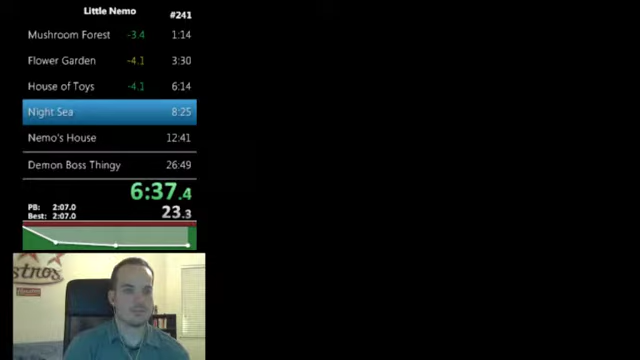 Little Nemo
#241
Mushroom Forest -3.4 1:14
Flower Garden -4.1 3:30
House of Toys -4.1 6:14
Night Sea 8:25
Nemo's House 12:41
Demon Boss Thingy 26:49
6:37.4
PB: 2:07.0 23.3
Best: 2:07.0